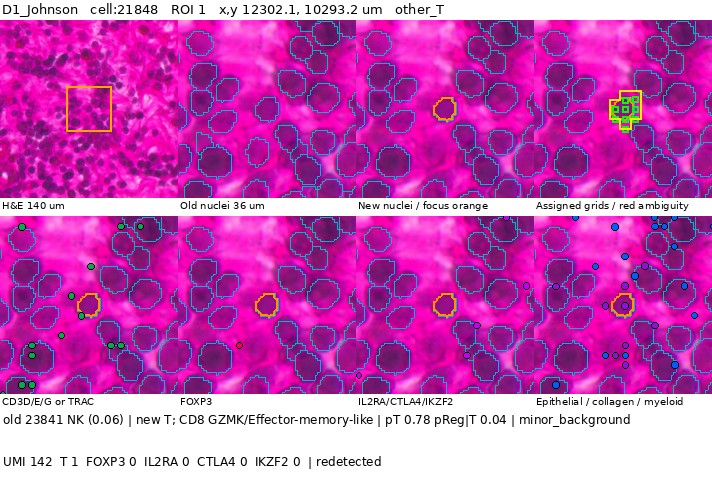 D1_Johnson cell:21848 ROI 1 x,y 12302.1, 10293.2 um other_T
H&E 140 um
Old nuclei 36 um
New nuclei / focus orange
Assigned grids / red ambiguity
CD3D/E/G or TRAC
FOXP3
IL2RA/CTLA4/IKZF2
Epithelial / collagen / myeloid
old 23841 NK (0.06) | new T; CD8 GZMK/Effector-memory-like | pT 0.78 pReg|T 0.04 | minor_background
UMI 142 T 1 FOXP3 0 IL2RA 0 CTLA4 0 IKZF2 0 | redetected